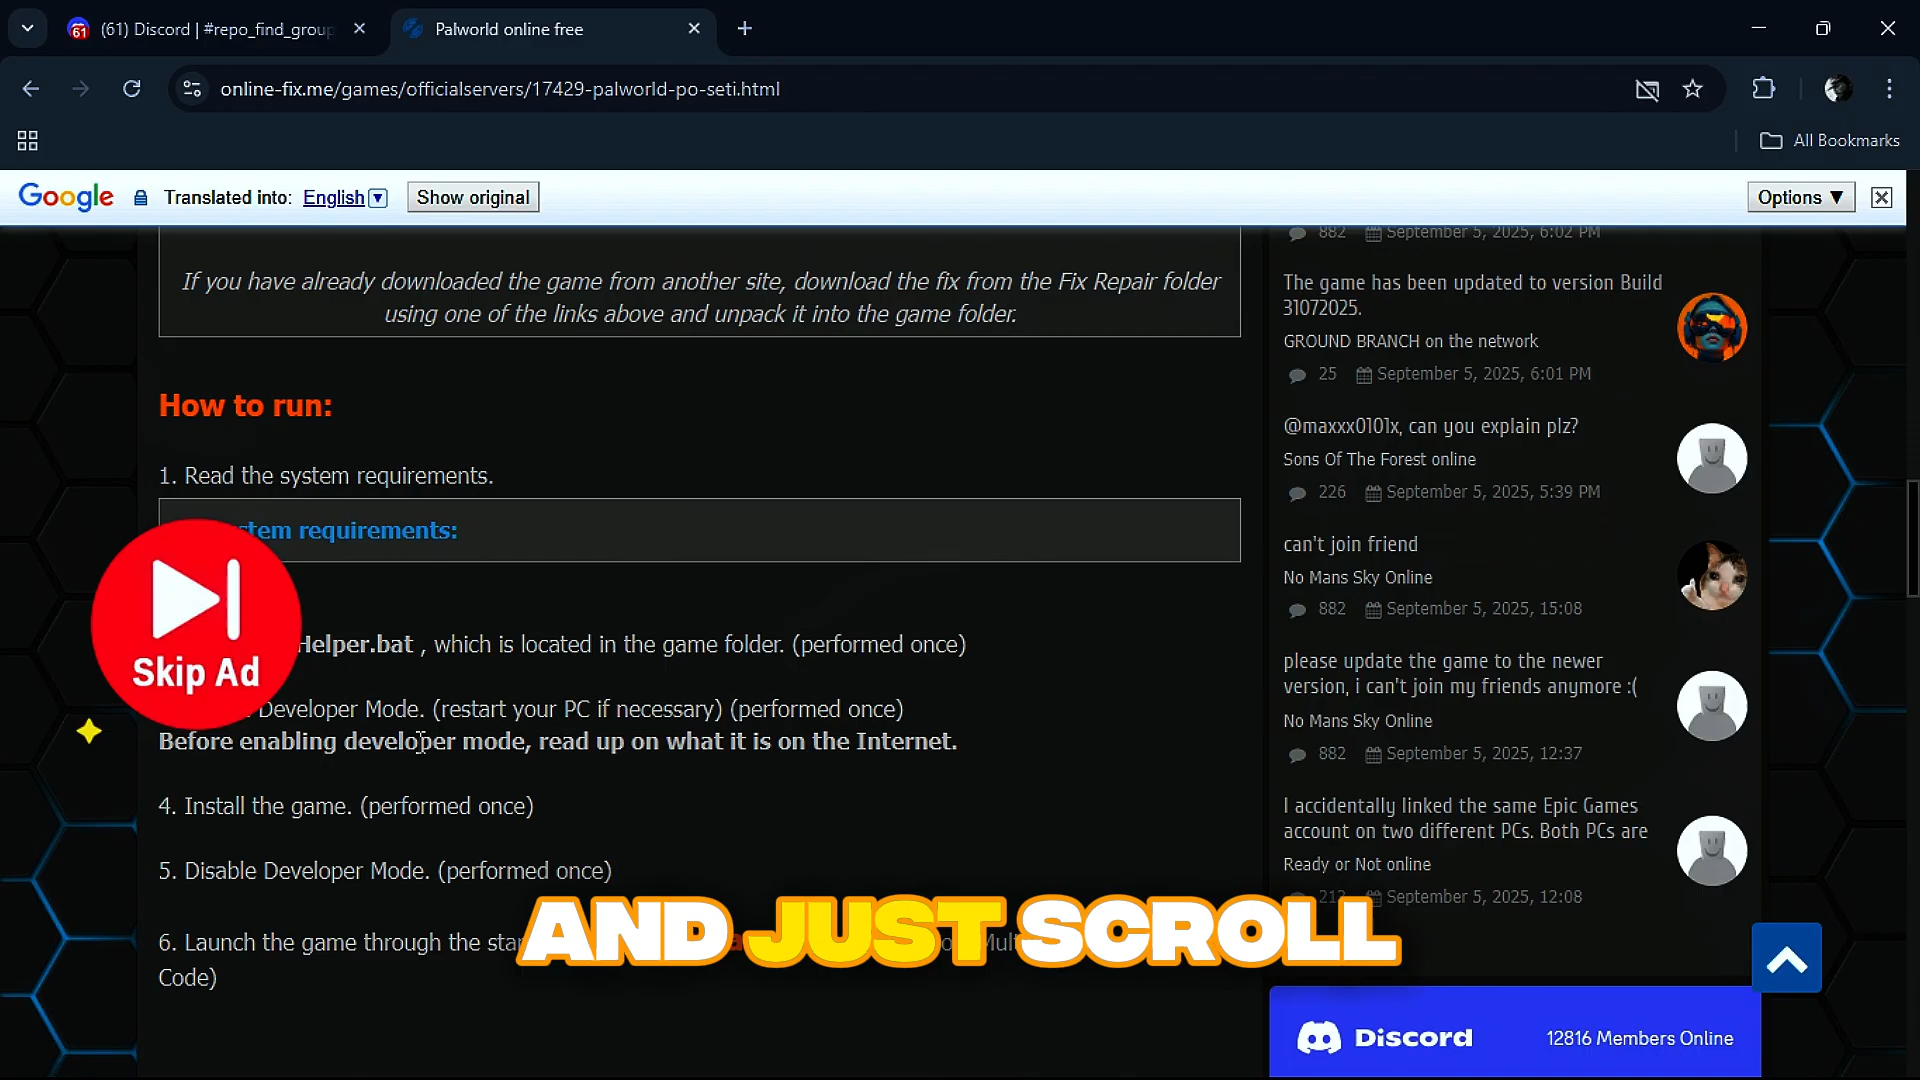 (61) Discord | #repo_find_group
Palworld online free
online-fix.me/games/officialservers/17429-palworld-po-seti.html
All Bookmarks
Google
Translated into: English
Show original
Options ▼
If you have already downloaded the game from another site, download the fix from the Fix Repair folder
using one of the links above and unpack it into the game folder.
How to run:
1. Read the system requirements.
stem requirements:
Helper.bat , which is located in the game folder. (performed once)
Developer Mode. (restart your PC if necessary) (performed once)
Before enabling developer mode, read up on what it is on the Internet.
4. Install the game. (performed once)
5. Disable Developer Mode. (performed once)
6. Launch the game through the star
Code)
Skip Ad
AND JUST SCROLL
882 September 5, 2025, 6:02 PM
The game has been updated to version Build
31072025.
GROUND BRANCH on the network
25 September 5, 2025, 6:01 PM
@maxxx0101x, can you explain plz?
Sons Of The Forest online
226 September 5, 2025, 5:39 PM
can't join friend
No Mans Sky Online
882 September 5, 2025, 15:08
please update the game to the newer
version, i can't join my friends anymore :(
No Mans Sky Online
882 September 5, 2025, 12:37
I accidentally linked the same Epic Games
account on two different PCs. Both PCs are
Ready or Not online
212 September 5, 2025, 12:08
Discord
12816 Members Online